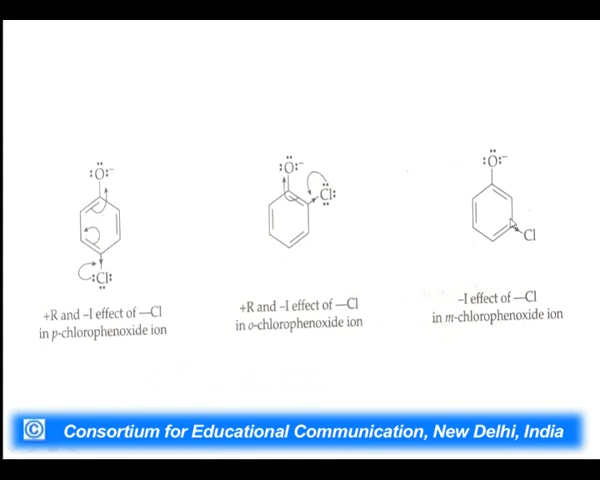 :Ö:⁻
:Ö:⁻
:Ö:⁻
Cl:
Cl
:Cl:
+R and –I effect of —Cl
in p-chlorophenoxide ion
+R and –I effect of —Cl
in o-chlorophenoxide ion
–I effect of —Cl
in m-chlorophenoxide ion
© Consortium for Educational Communication, New Delhi, India